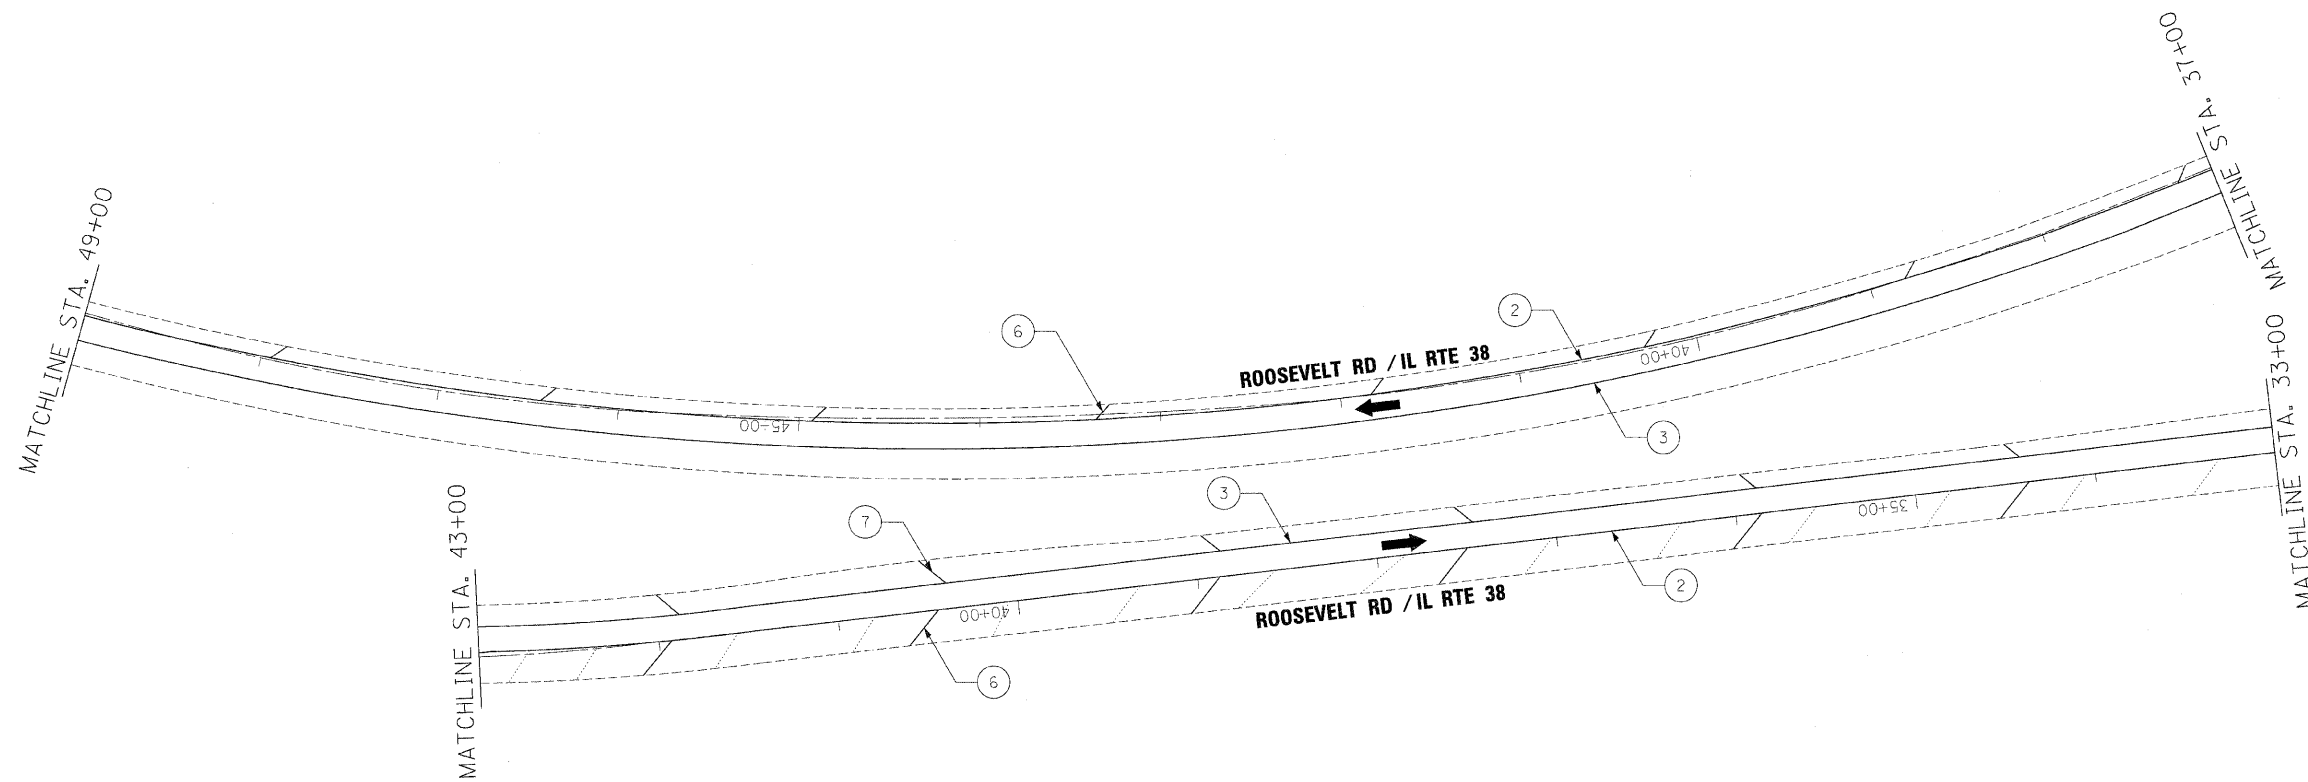 MATCHLINE STA. 37+00
MATCHLINE STA. 49+00
6
2
ROOSEVELT RD / IL RTE 38
40+00
45+00
3
MATCHLINE STA. 33+00
MATCHLINE STA. 43+00
7
3
35+00
40+00
2
ROOSEVELT RD / IL RTE 38
6